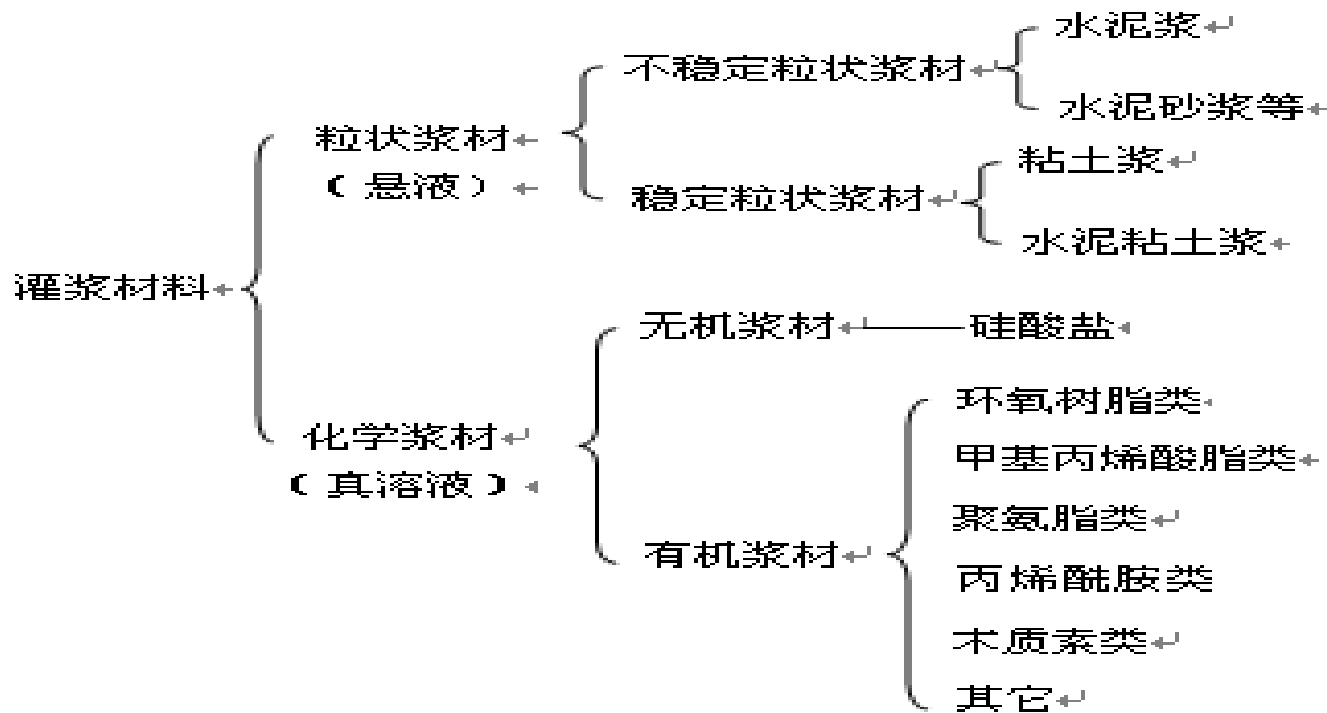 水泥浆
不稳定粒状浆材
水泥砂浆等
粒状浆材
粘土浆
（悬液）
稳定粒状浆材
水泥粘土浆
灌浆材料
无机浆材
硅酸盐
环氧树脂类
化学浆材
甲基丙烯酸脂类
（真溶液）
聚氨脂类
有机浆材
丙烯酰胺类
木质素类
其它